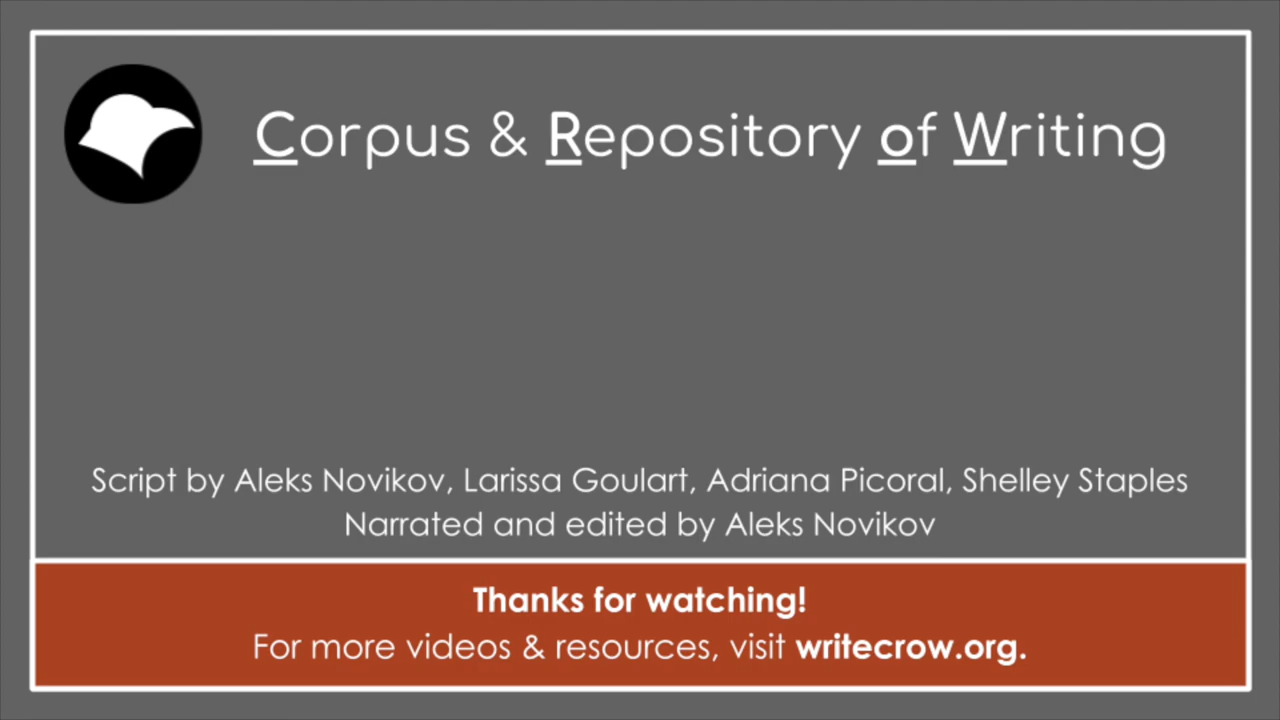 Corpus & Repository of Writing
Script by Aleks Novikov, Larissa Goulart, Adriana Picoral, Shelley Staples
Narrated and edited by Aleks Novikov
Thanks for watching!
For more videos & resources, visit writecrow.org.